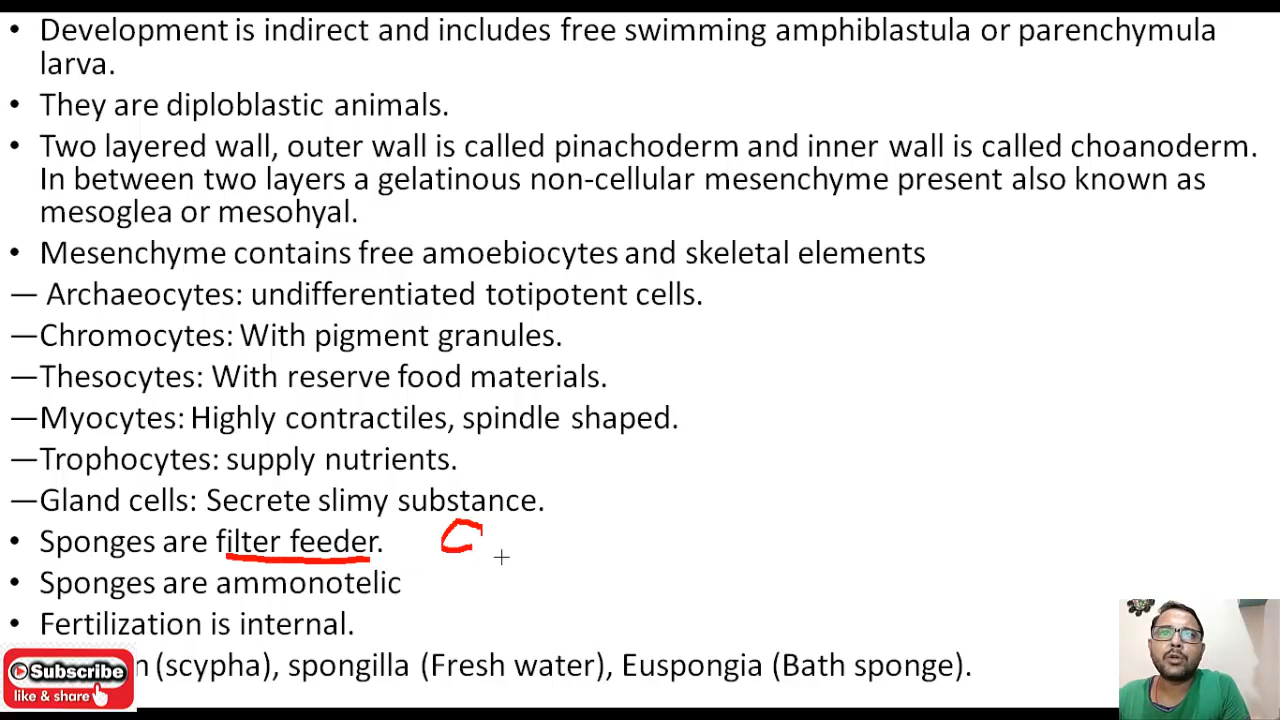 • Development is indirect and includes free swimming amphiblastula or parenchymula
larva.
• They are diploblastic animals.
• Two layered wall, outer wall is called pinachoderm and inner wall is called choanoderm.
In between two layers a gelatinous non-cellular mesenchyme present also known as
mesoglea or mesohyal.
• Mesenchyme contains free amoebiocytes and skeletal elements
— Archaeocytes: undifferentiated totipotent cells.
—Chromocytes: With pigment granules.
—Thesocytes: With reserve food materials.
—Myocytes: Highly contractiles, spindle shaped.
—Trophocytes: supply nutrients.
—Gland cells: Secrete slimy substance.
• Sponges are filter feeder.
• Sponges are ammonotelic
• Fertilization is internal.
(scypha), spongilla (Fresh water), Euspongia (Bath sponge).
Subscribe
like & share